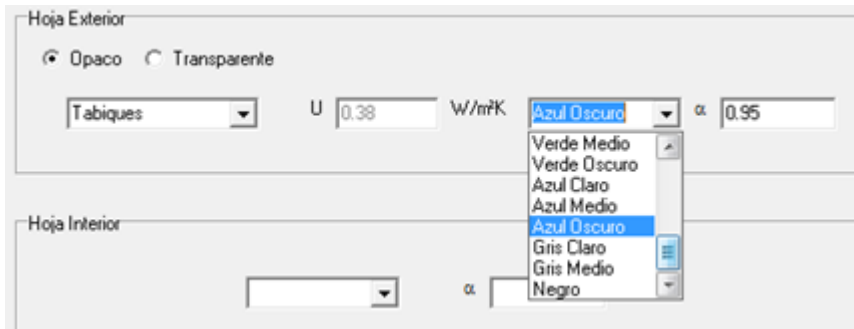 Hoja Exterior
Opaco Transparente
Tabiques U 0.38 W/m²K Azul Oscuro α 0.95
Verde Medio
Verde Oscuro
Azul Claro
Azul Medio
Azul Oscuro
Gris Claro
Gris Medio
Negro
Hoja Interior
α